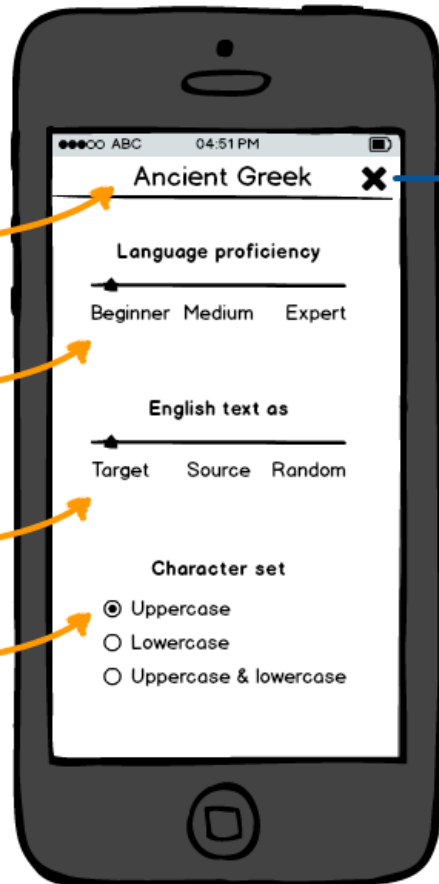 ABC 04:51 PM
Ancient Greek
Language proficiency
Beginner Medium Expert
English text as
Target Source Random
Character set
Uppercase
Lowercase
Uppercase & lowercase